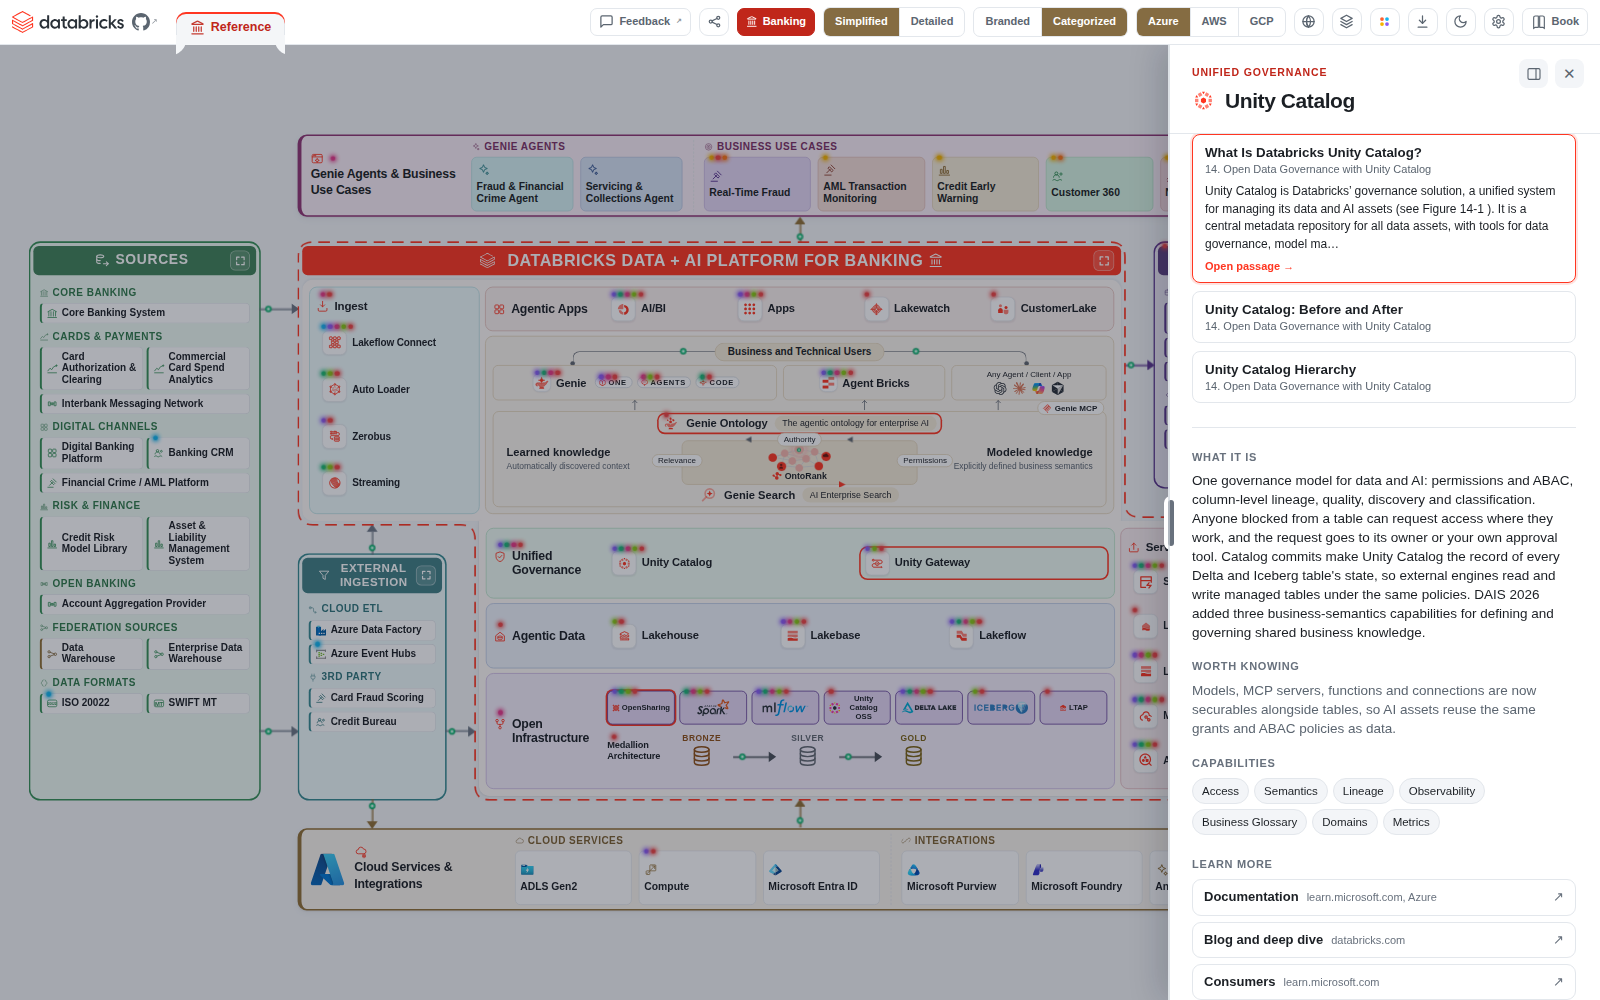 databricks
Reference
Feedback
Banking
Simplified
Detailed
Branded
Categorized
Azure
AWS
GCP
Book
UNIFIED GOVERNANCE
Unity Catalog
What Is Databricks Unity Catalog?
14. Open Data Governance with Unity Catalog
Unity Catalog is Databricks' governance solution, a unified system
for managing its data and AI assets (see Figure 14-1 ). It is a
central metadata repository for all data assets, with tools for data
governance, model ma…
Open passage →
Unity Catalog: Before and After
14. Open Data Governance with Unity Catalog
Unity Catalog Hierarchy
14. Open Data Governance with Unity Catalog
WHAT IT IS
One governance model for data and AI: permissions and ABAC,
column-level lineage, quality, discovery and classification.
Anyone blocked from a table can request access where they
work, and the request goes to its owner or your own approval
tool. Catalog commits make Unity Catalog the record of every
Delta and Iceberg table's state, so external engines read and
write managed tables under the same policies. DAIS 2026
added three business-semantics capabilities for defining and
governing shared business knowledge.
WORTH KNOWING
Models, MCP servers, functions and connections are now
securables alongside tables, so AI assets reuse the same
grants and ABAC policies as data.
CAPABILITIES
Access
Semantics
Lineage
Observability
Business Glossary
Domains
Metrics
LEARN MORE
Documentation learn.microsoft.com, Azure
Blog and deep dive databricks.com
Consumers learn.microsoft.com
Genie Agents & Business
Use Cases
GENIE AGENTS
Fraud & Financial
Crime Agent
Servicing &
Collections Agent
BUSINESS USE CASES
Real-Time Fraud
AML Transaction
Monitoring
Credit Early
Warning
Customer 360
SOURCES
CORE BANKING
Core Banking System
CARDS & PAYMENTS
Card
Authorization &
Clearing
Commercial
Card Spend
Analytics
Interbank Messaging Network
DIGITAL CHANNELS
Digital Banking
Platform
Banking CRM
Financial Crime / AML Platform
RISK & FINANCE
Credit Risk
Model Library
Asset &
Liability
Management
System
OPEN BANKING
Account Aggregation Provider
FEDERATION SOURCES
Data
Warehouse
Enterprise Data
Warehouse
DATA FORMATS
ISO 20022
SWIFT MT
DATABRICKS DATA + AI PLATFORM FOR BANKING
Ingest
Lakeflow Connect
Auto Loader
Zerobus
Streaming
Agentic Apps
AI/BI
Apps
Lakewatch
CustomerLake
Business and Technical Users
Genie
ONE
AGENTS
CODE
Agent Bricks
Any Agent / Client / App
Genie MCP
Genie Ontology
The agentic ontology for enterprise AI
Learned knowledge
Automatically discovered context
Authority
Relevance
Permissions
OntoRank
Modeled knowledge
Explicitly defined business semantics
Genie Search
AI Enterprise Search
Unified
Governance
Unity Catalog
Unity Gateway
Agentic Data
Lakehouse
Lakebase
Lakeflow
Open
Infrastructure
OpenSharing
Spark
mlflow
Unity
Catalog
OSS
DELTA LAKE
ICEBERG
LTAP
Medallion
Architecture
BRONZE
SILVER
GOLD
EXTERNAL
INGESTION
CLOUD ETL
Azure Data Factory
Azure Event Hubs
3RD PARTY
Card Fraud Scoring
Credit Bureau
Cloud Services &
Integrations
CLOUD SERVICES
ADLS Gen2
Compute
Microsoft Entra ID
INTEGRATIONS
Microsoft Purview
Microsoft Foundry